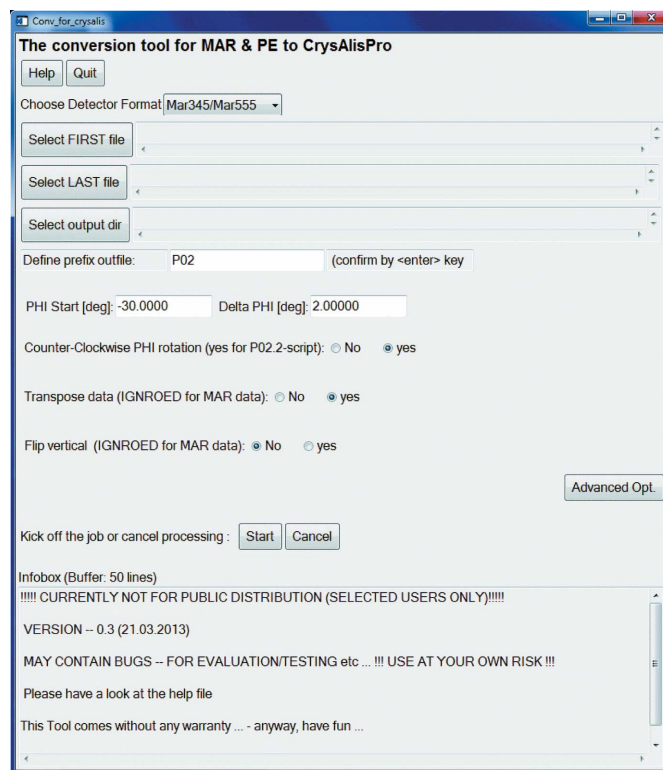 Conv_for_crysalis
The conversion tool for MAR & PE to CrysAlisPro
Help Quit
Choose Detector Format Mar345/Mar555
Select FIRST file
Select LAST file
Select output dir
Define prefix outfile: P02 (confirm by <enter> key
PHI Start [deg]: -30.0000 Delta PHI [deg]: 2.00000
Counter-Clockwise PHI rotation (yes for P02.2-script): No yes
Transpose data (IGNROED for MAR data): No yes
Flip vertical (IGNROED for MAR data): No yes
Advanced Opt.
Kick off the job or cancel processing : Start Cancel
Infobox (Buffer: 50 lines)
!!!!! CURRENTLY NOT FOR PUBLIC DISTRIBUTION (SELECTED USERS ONLY)!!!!!
VERSION -- 0.3 (21.03.2013)
MAY CONTAIN BUGS -- FOR EVALUATION/TESTING etc ... !!! USE AT YOUR OWN RISK !!!
Please have a look at the help file
This Tool comes without any warranty ... - anyway, have fun ...